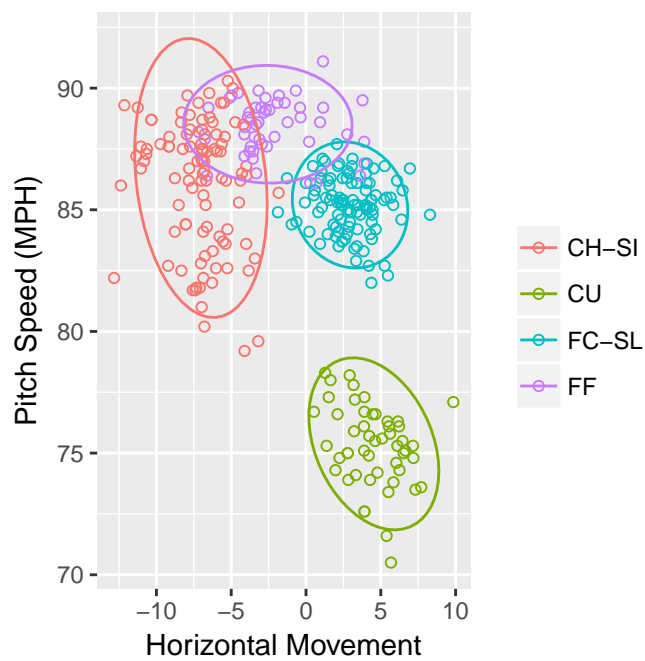 90
85
80
75
70
Pitch Speed (MPH)
−10 −5 0 5 10
Horizontal Movement
CH−SI
CU
FC−SL
FF